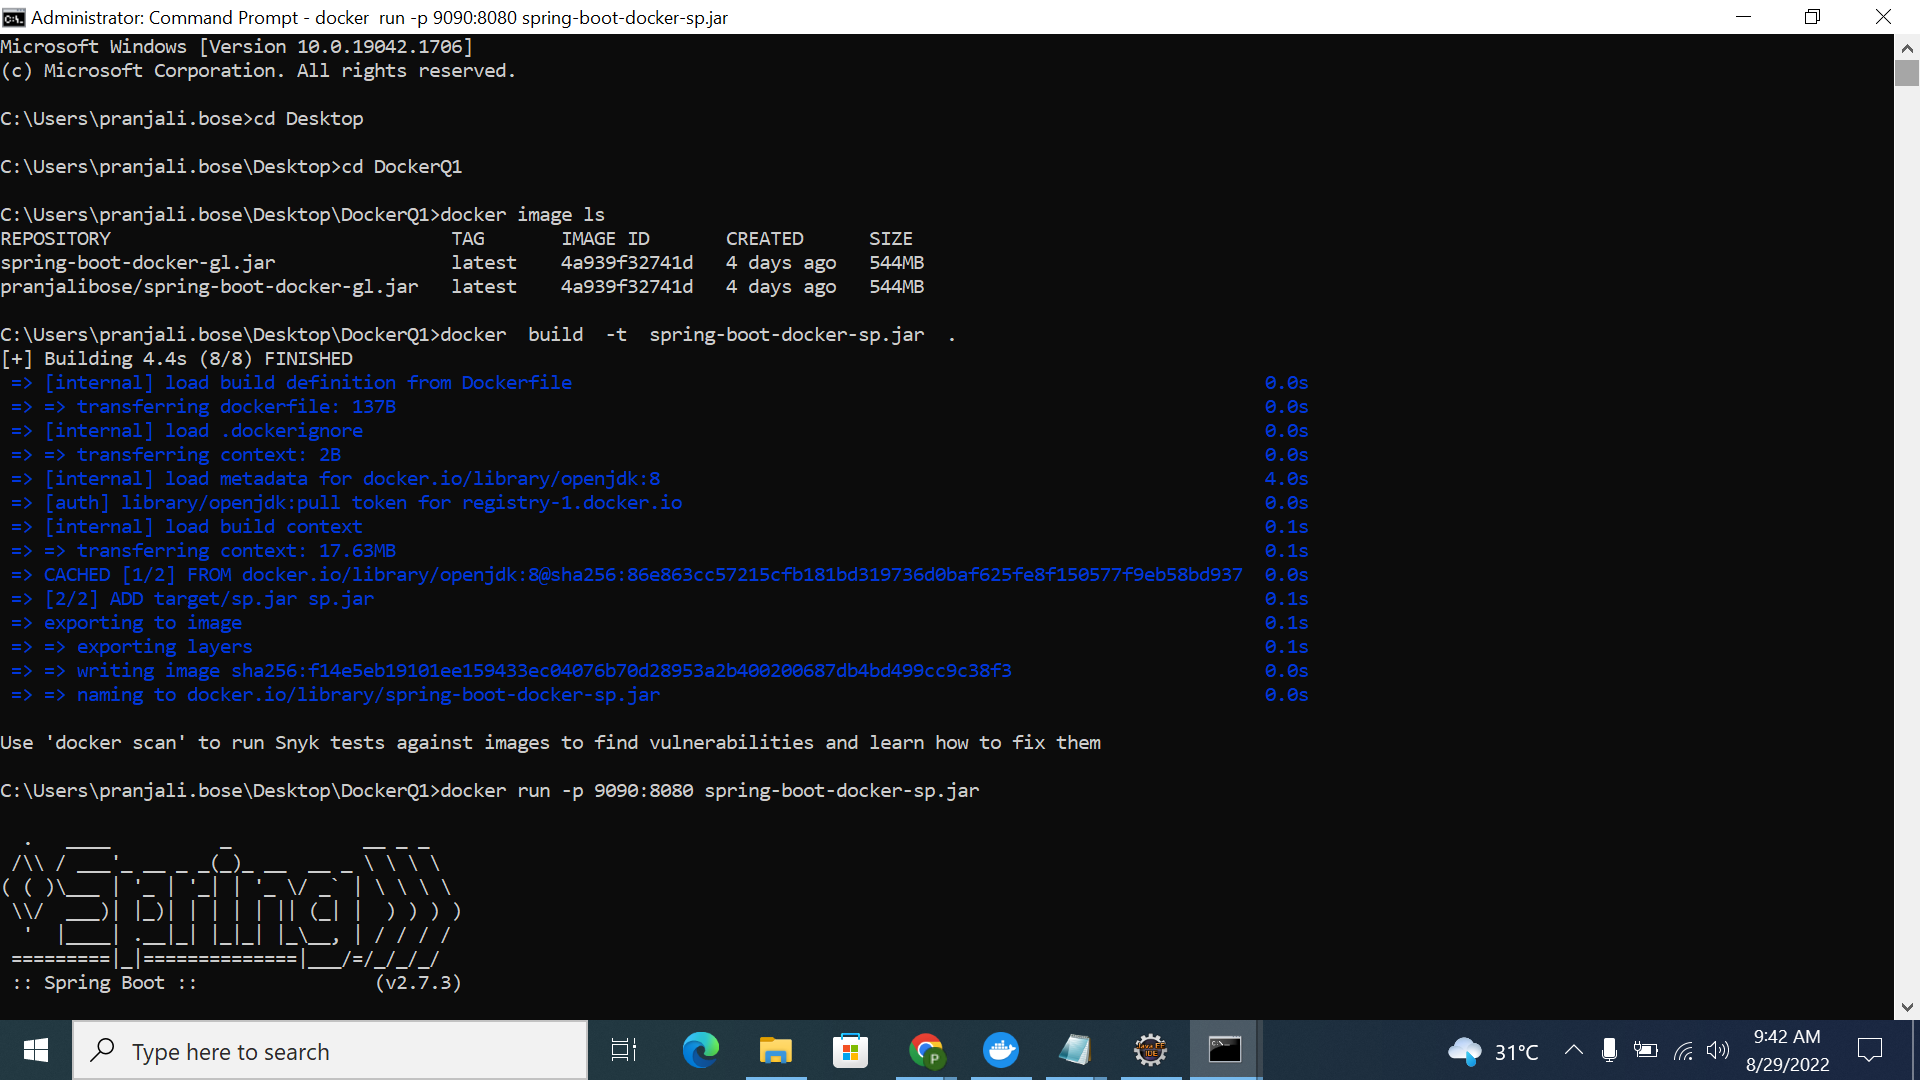 Administrator: Command Prompt - docker  run -p 9090:8080 spring-boot-docker-sp.jar
Microsoft Windows [Version 10.0.19042.1706]
(c) Microsoft Corporation. All rights reserved.
C:\Users\pranjali.bose>cd Desktop
C:\Users\pranjali.bose\Desktop>cd DockerQ1
C:\Users\pranjali.bose\Desktop\DockerQ1>docker image ls
REPOSITORY                               TAG       IMAGE ID       CREATED      SIZE
spring-boot-docker-gl.jar                latest    4a939f32741d   4 days ago   544MB
pranjalibose/spring-boot-docker-gl.jar   latest    4a939f32741d   4 days ago   544MB
C:\Users\pranjali.bose\Desktop\DockerQ1>docker  build  -t  spring-boot-docker-sp.jar  .
[+] Building 4.4s (8/8) FINISHED
=> [internal] load build definition from Dockerfile 0.0s
=> => transferring dockerfile: 137B 0.0s
=> [internal] load .dockerignore 0.0s
=> => transferring context: 2B 0.0s
=> [internal] load metadata for docker.io/library/openjdk:8 4.0s
=> [auth] library/openjdk:pull token for registry-1.docker.io 0.0s
=> [internal] load build context 0.1s
=> => transferring context: 17.63MB 0.1s
=> CACHED [1/2] FROM docker.io/library/openjdk:8@sha256:86e863cc57215cfb181bd319736d0baf625fe8f150577f9eb58bd937 0.0s
=> [2/2] ADD target/sp.jar sp.jar 0.1s
=> exporting to image 0.1s
=> => exporting layers 0.1s
=> => writing image sha256:f14e5eb19101ee159433ec04076b70d28953a2b400200687db4bd499cc9c38f3 0.0s
=> => naming to docker.io/library/spring-boot-docker-sp.jar 0.0s
Use 'docker scan' to run Snyk tests against images to find vulnerabilities and learn how to fix them
C:\Users\pranjali.bose\Desktop\DockerQ1>docker run -p 9090:8080 spring-boot-docker-sp.jar
Spring
:: Spring Boot ::                (v2.7.3)
Type here to search
31°C
9:42 AM
8/29/2022